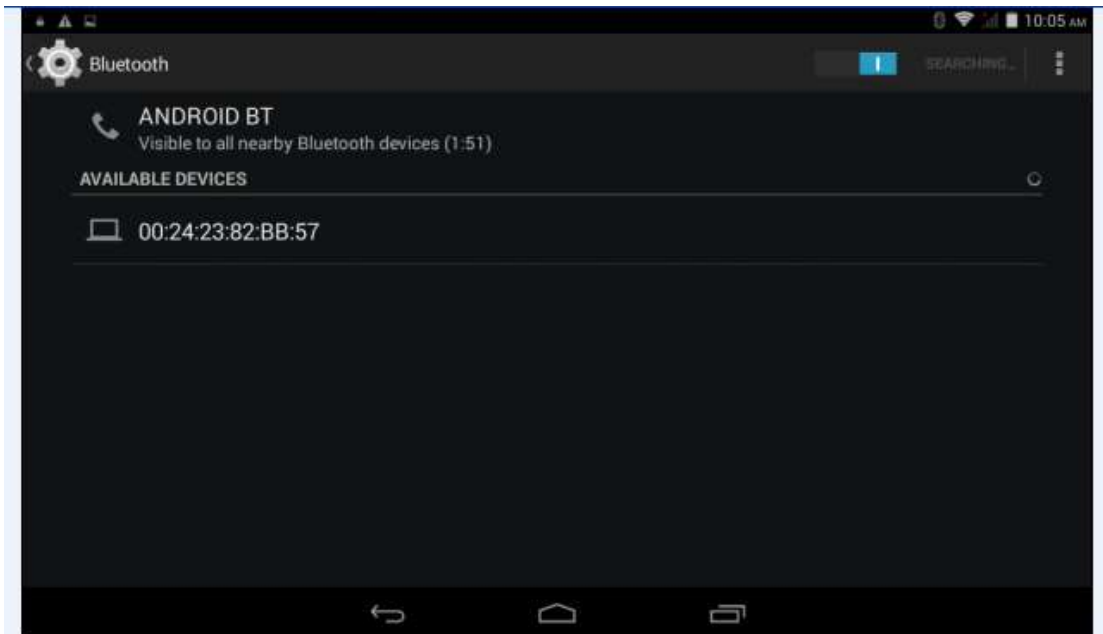 10:05 AM
Bluetooth
SEARCHING...
ANDROID BT
Visible to all nearby Bluetooth devices (1:51)
AVAILABLE DEVICES
00:24:23:82:BB:57